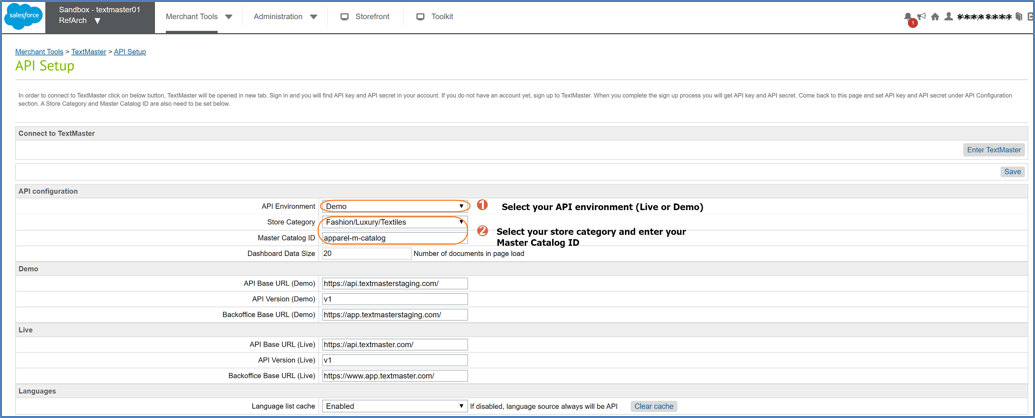 salesforce
Sandbox - textmaster01
RefArch ▼
Merchant Tools ▼
Administration ▼
Storefront
Toolkit
1
********
Merchant Tools > TextMaster > API Setup
API Setup
In order to connect to TextMaster click on below button, TextMaster will be opened in new tab. Sign in and you will find API key and API secret in your account. If you do not have an account yet, sign up to TextMaster. When you complete the sign up process you will get API key and API secret. Come back to this page and set API key and API secret under API Configuration
section. A Store Category and Master Catalog ID are also need to be set below.
Connect to TextMaster
Enter TextMaster
Save
API configuration
API Environment Demo ▼ 1 Select your API environment (Live or Demo)
Store Category Fashion/Luxury/Textiles ▼
2 Select your store category and enter your
Master Catalog ID apparel-m-catalog
Master Catalog ID
Dashboard Data Size 20 Number of documents in page load
Demo
API Base URL (Demo) https://api.textmasterstaging.com/
API Version (Demo) v1
Backoffice Base URL (Demo) https://app.textmasterstaging.com/
Live
API Base URL (Live) https://api.textmaster.com/
API Version (Live) v1
Backoffice Base URL (Live) https://www.app.textmaster.com/
Languages
Language list cache Enabled ▼ If disabled, language source always will be API Clear cache